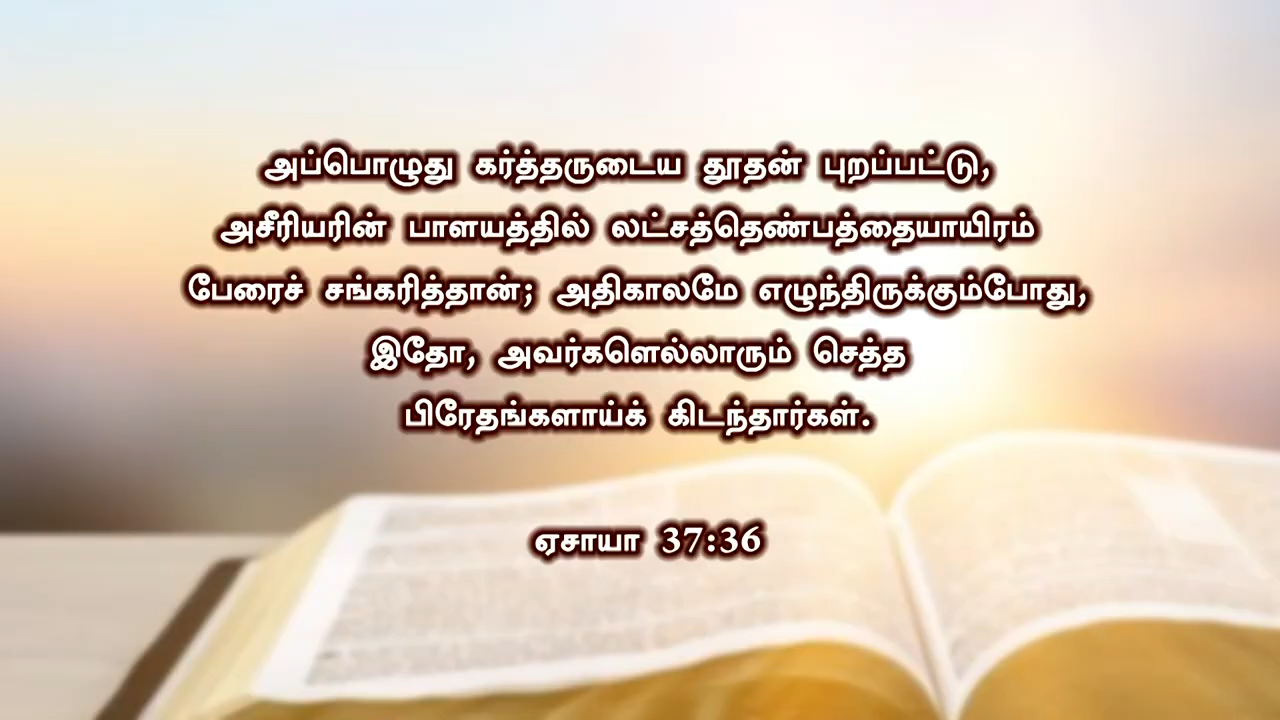 அப்பொழுது கர்த்தருடைய தூதன் புறப்பட்டு,
அசீரியரின் பாளயத்தில் லட்சத்தெண்பத்தையாயிரம்
பேரைச் சங்கரித்தான்; அதிகாலமே எழுந்திருக்கும்போது,
இதோ, அவர்களெல்லாரும் செத்த
பிரேதங்களாய்க் கிடந்தார்கள்.
ஏசாயா 37:36